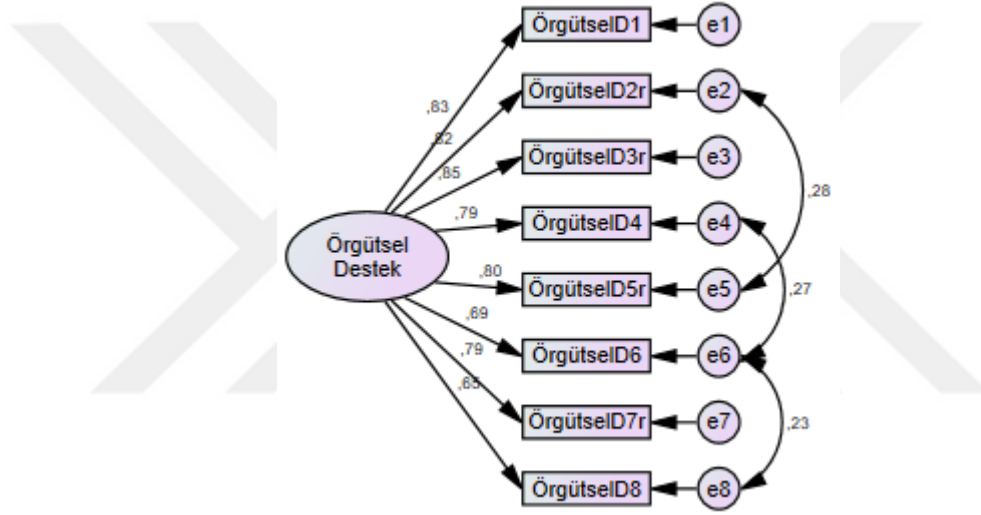 ÖrgütselD1
e1
,83
ÖrgütselD2r
e2
,82
ÖrgütselD3r
e3
,85
,28
ÖrgütselD4
e4
,79
Örgütsel
Destek
ÖrgütselD5r
e5
,80
,27
ÖrgütselD6
e6
,69
ÖrgütselD7r
e7
,79
,23
ÖrgütselD8
e8
,65